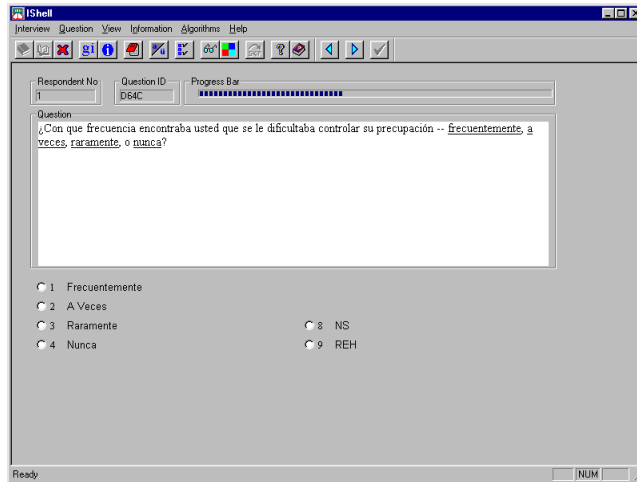 IShell
Interview Question View Information Algorithms Help
gi
Respondent No
1
Question ID
D64C
Progress Bar
Question
¿Con que frecuencia encontraba usted que se le dificultaba controlar su precupación -- frecuentemente, a
veces, raramente, o nunca?
1 Frecuentemente
2 A Veces
3 Raramente
8 NS
4 Nunca
9 REH
Ready
NUM